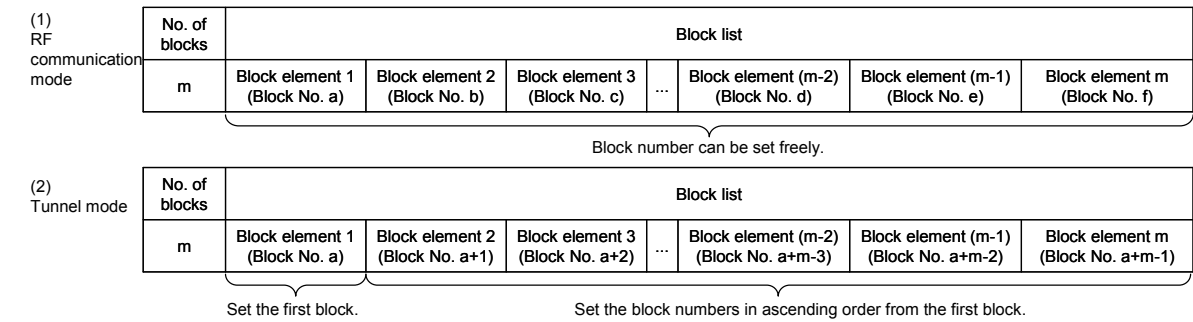 (1)
RF
communication
mode
No. of
blocks
Block list
m
Block element 1
(Block No. a)
Block element 2
(Block No. b)
Block element 3
(Block No. c)
...
Block element (m-2)
(Block No. d)
Block element (m-1)
(Block No. e)
Block element m
(Block No. f)
Block number can be set freely.
(2)
Tunnel mode
No. of
blocks
Block list
m
Block element 1
(Block No. a)
Block element 2
(Block No. a+1)
Block element 3
(Block No. a+2)
...
Block element (m-2)
(Block No. a+m-3)
Block element (m-1)
(Block No. a+m-2)
Block element m
(Block No. a+m-1)
Set the first block.
Set the block numbers in ascending order from the first block.